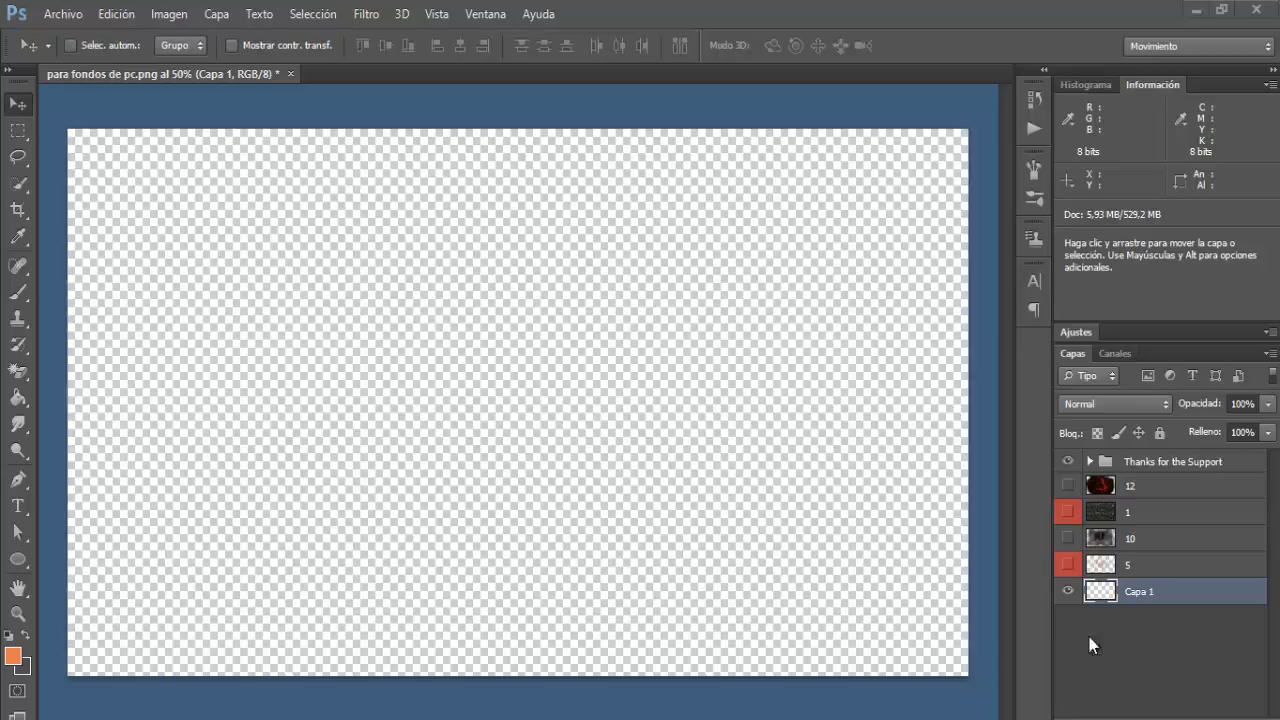 Ps Archivo Edición Imagen Capa Texto Selección Filtro 3D Vista Ventana Ayuda
Selec. autom.: Grupo Mostrar contr. transf. Modo 3D: Movimiento
para fondos de pc.png al 50% (Capa 1, RGB/8) * ×
Histograma Información
R : C :
G : M :
B : Y :
K :
8 bits 8 bits
X : An :
Y : Al :
Doc: 5,93 MB/529,2 MB
Haga clic y arrastre para mover la capa o
selección. Use Mayúsculas y Alt para opciones
adicionales.
Ajustes
Capas Canales
Tipo
Normal Opacidad: 100%
Bloq.: Relleno: 100%
Thanks for the Support
12
1
10
5
Capa 1